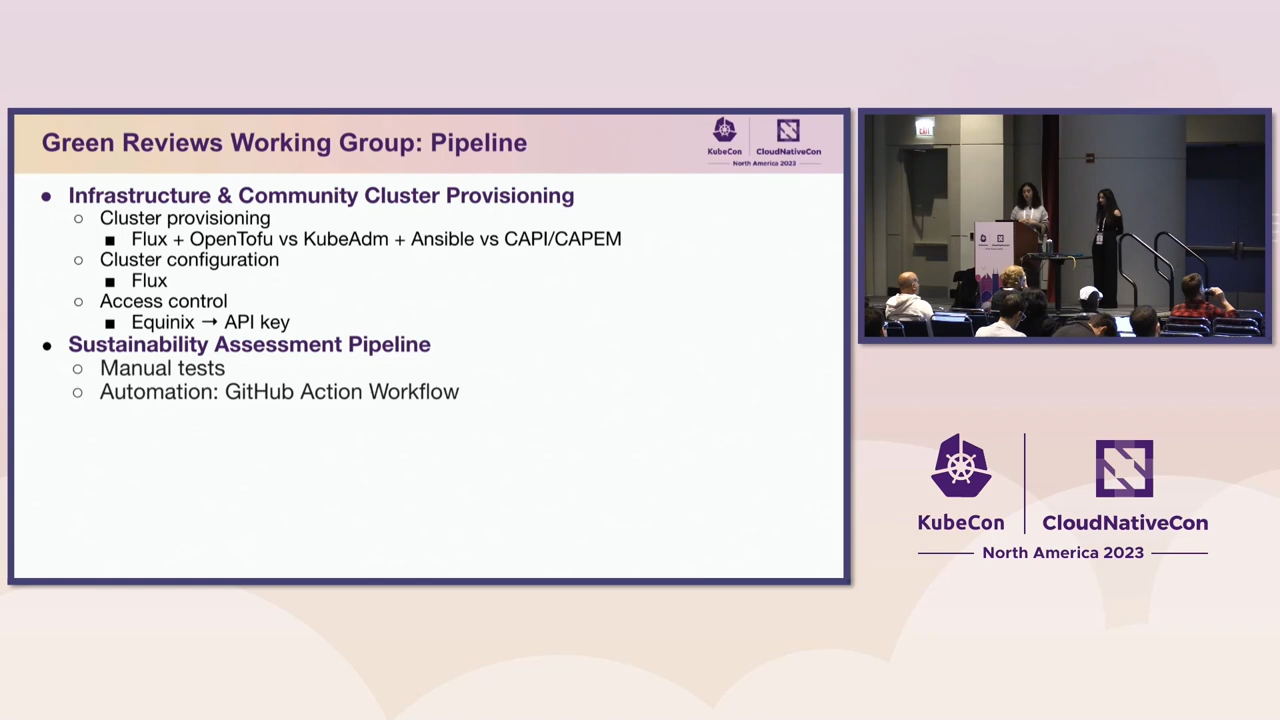 Green Reviews Working Group: Pipeline
KubeCon
CloudNativeCon
North America 2023
● Infrastructure & Community Cluster Provisioning
○ Cluster provisioning
■ Flux + OpenTofu vs KubeAdm + Ansible vs CAPI/CAPEM
○ Cluster configuration
■ Flux
○ Access control
■ Equinix → API key
● Sustainability Assessment Pipeline
○ Manual tests
○ Automation: GitHub Action Workflow
EXIT
KubeCon
CloudNativeCon
North America 2023